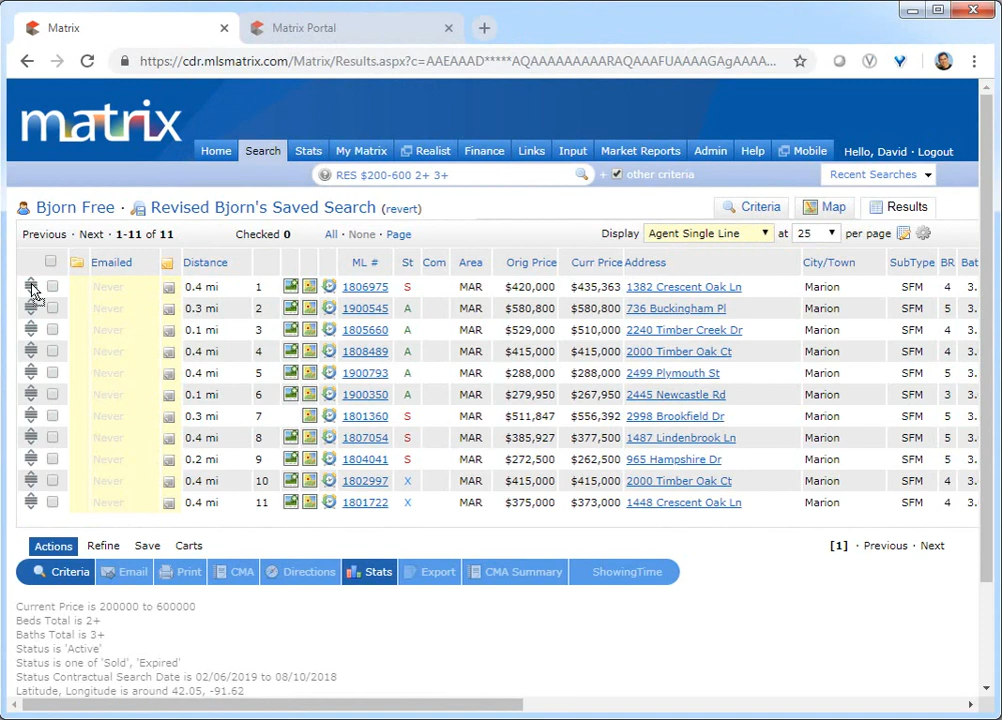 Matrix
Matrix Portal
https://cdr.mlsmatrix.com/Matrix/Results.aspx?c=AAEAAAD*****AQAAAAAAAAARAQAAAFUAAAAGAgAAAA...
matrix
Home Search Stats My Matrix Realist Finance Links Input Market Reports Admin Help Mobile Hello, David · Logout
RES $200-600 2+ 3+ + other criteria Recent Searches
Bjorn Free · Revised Bjorn's Saved Search (revert) Criteria Map Results
Previous · Next · 1-11 of 11 Checked 0 All · None · Page Display Agent Single Line at 25 per page
Emailed Distance ML # St Com Area Orig Price Curr Price Address City/Town SubType BR Bat
Never 0.4 mi 1 1806975 S MAR $420,000 $435,363 1382 Crescent Oak Ln Marion SFM 4 3.
Never 0.3 mi 2 1900545 A MAR $580,800 $580,800 736 Buckingham Pl Marion SFM 5 3.
Never 0.1 mi 3 1805660 A MAR $529,000 $510,000 2240 Timber Creek Dr Marion SFM 5 3.
Never 0.4 mi 4 1808489 A MAR $415,000 $415,000 2000 Timber Oak Ct Marion SFM 4 3.
Never 0.4 mi 5 1900793 A MAR $288,000 $288,000 2499 Plymouth St Marion SFM 4 3.
Never 0.1 mi 6 1900350 A MAR $279,950 $267,950 2445 Newcastle Rd Marion SFM 3 3.
Never 0.3 mi 7 1801360 S MAR $511,847 $556,392 2998 Brookfield Dr Marion SFM 5 3.
Never 0.4 mi 8 1807054 S MAR $385,927 $377,500 1487 Lindenbrook Ln Marion SFM 4 3.
Never 0.2 mi 9 1804041 S MAR $272,500 $262,500 965 Hampshire Dr Marion SFM 5 3.
Never 0.4 mi 10 1802997 X MAR $415,000 $415,000 2000 Timber Oak Ct Marion SFM 4 3.
Never 0.4 mi 11 1801722 X MAR $375,000 $373,000 1448 Crescent Oak Ln Marion SFM 4 3.
Actions Refine Save Carts [1] · Previous · Next
Criteria Email Print CMA Directions Stats Export CMA Summary ShowingTime
Current Price is 200000 to 600000
Beds Total is 2+
Baths Total is 3+
Status is 'Active'
Status is one of 'Sold', 'Expired'
Status Contractual Search Date is 02/06/2019 to 08/10/2018
Latitude, Longitude is around 42.05, -91.62